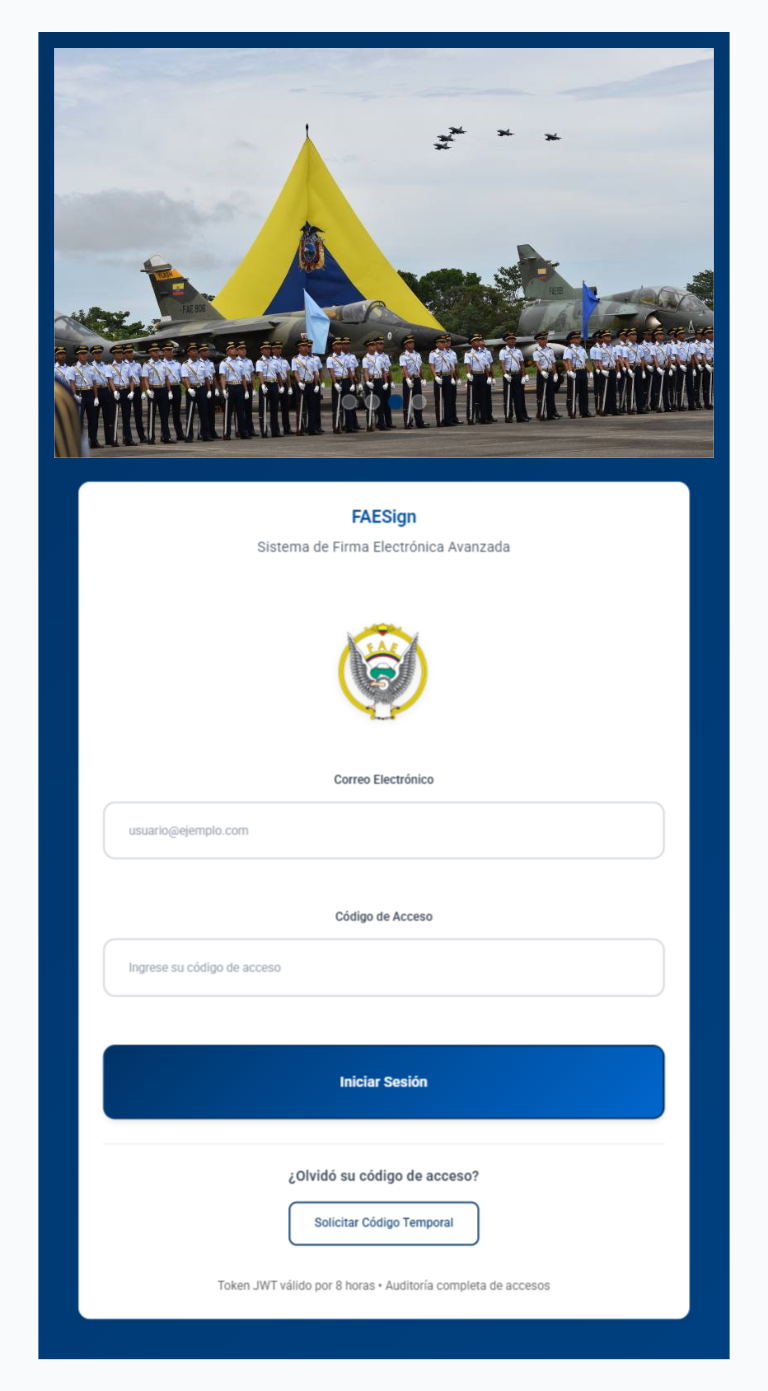 FAE 906
FAESign
Sistema de Firma Electrónica Avanzada
FAE
Correo Electrónico
usuario@ejemplo.com
Código de Acceso
Ingrese su código de acceso
Iniciar Sesión
¿Olvidó su código de acceso?
Solicitar Código Temporal
Token JWT válido por 8 horas • Auditoría completa de accesos